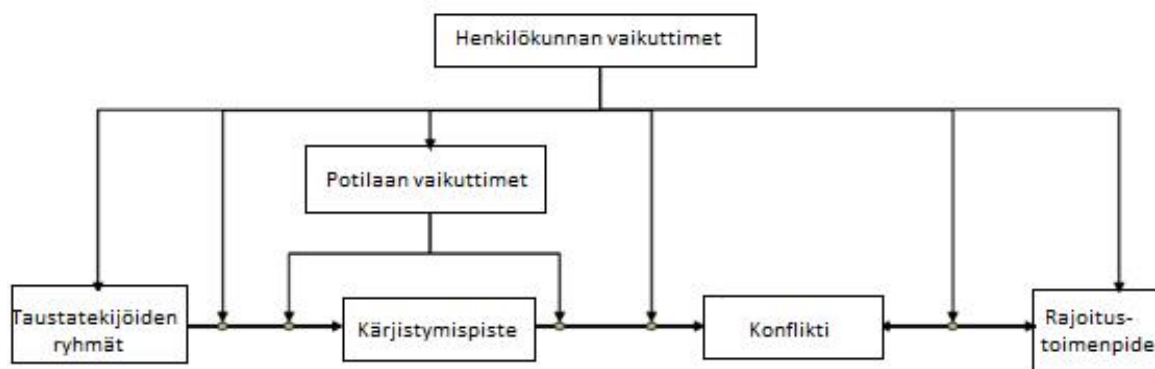 Henkilökunnan vaikuttimet
Potilaan vaikuttimet
Taustatekijöiden
ryhmät
Kärjistymispiste
Konflikti
Rajoitus-
toimenpide